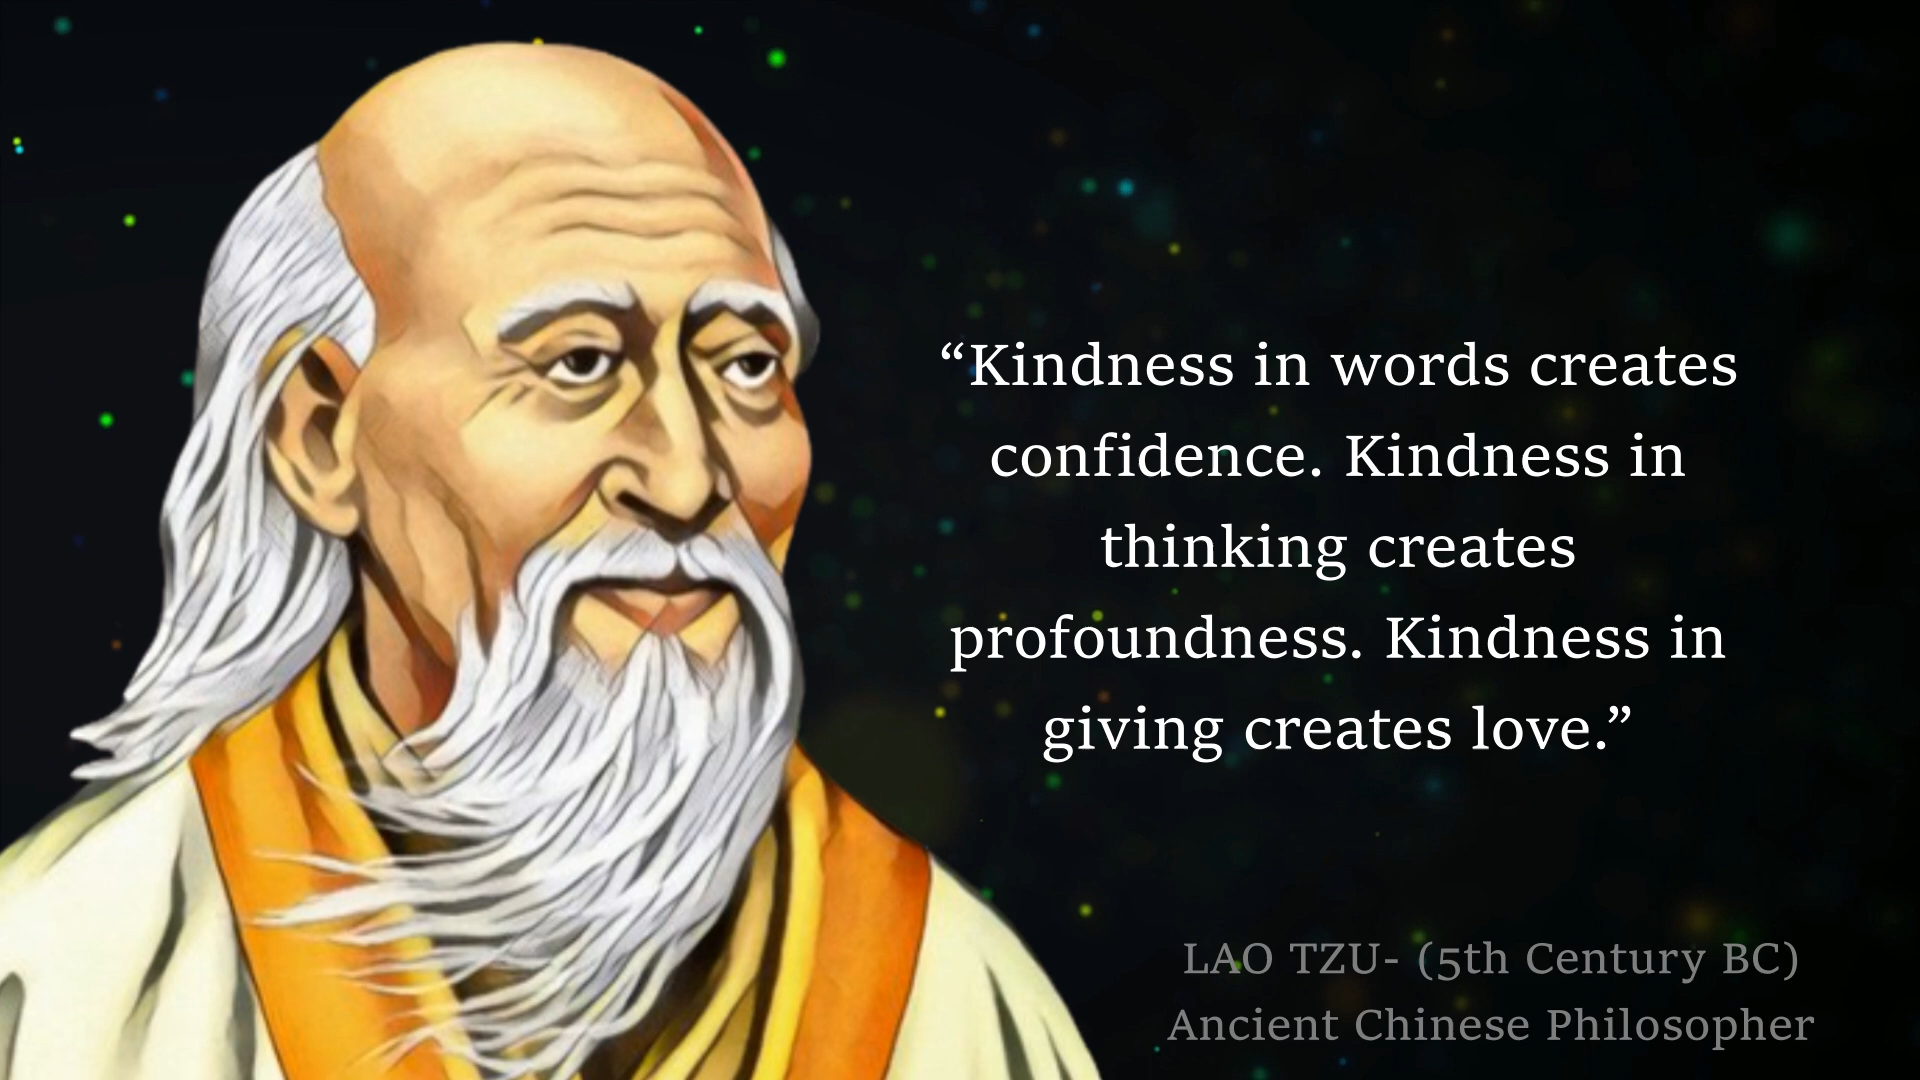 “Kindness in words creates
confidence. Kindness in
thinking creates
profoundness. Kindness in
giving creates love.”
LAO TZU- (5th Century BC)
Ancient Chinese Philosopher